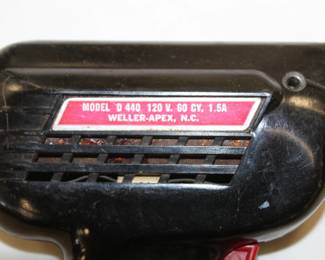 MODEL D 440 120 V. 60 CY. 1.5A
WELLER-APEX, N.C.